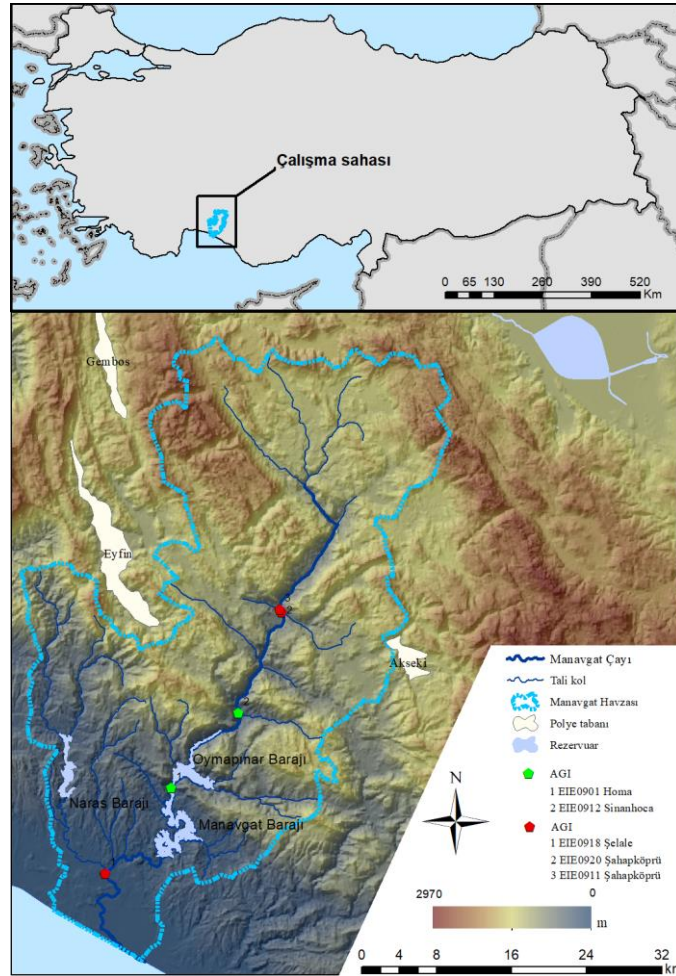 Çalışma sahası
0 65 130 260 390 520
Km
Gembos
Eyfin
Akseki
2
Oymapınar Barajı
Naras Barajı
Manavgat Barajı
Manavgat Çayı
Tali kol
Manavgat Havzası
Polye tabanı
Rezervuar
AGI
1 EIE0901 Homa
2 EIE0912 Sinanhoca
N
AGI
1 EIE0918 Şelale
2 EIE0920 Şahapköprü
3 EIE0911 Şahapköprü
2970 0
m
0 4 8 16 24 32
km